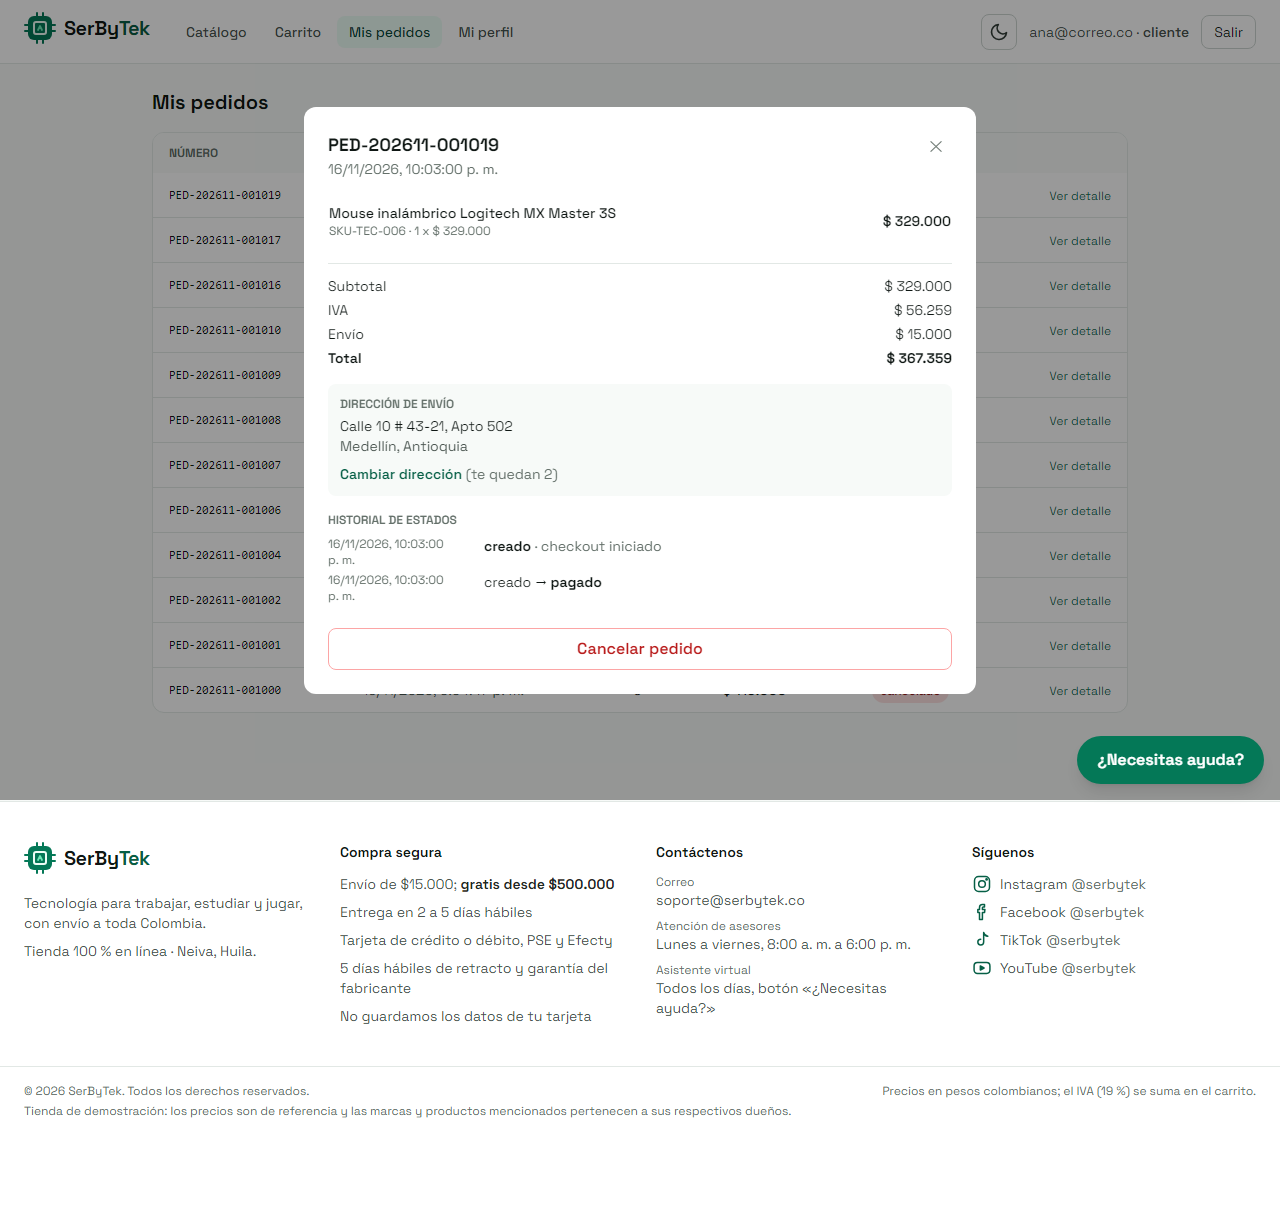 SerByTek
Catálogo Carrito Mis pedidos Mi perfil
ana@correo.co · cliente Salir
Mis pedidos
NÚMERO
PED-202611-001019 Ver detalle
PED-202611-001017 Ver detalle
PED-202611-001016 Ver detalle
PED-202611-001010 Ver detalle
PED-202611-001009 Ver detalle
PED-202611-001008 Ver detalle
PED-202611-001007 Ver detalle
PED-202611-001006 Ver detalle
PED-202611-001004 Ver detalle
PED-202611-001002 Ver detalle
PED-202611-001001 Ver detalle
PED-202611-001000 Ver detalle
PED-202611-001019
16/11/2026, 10:03:00 p. m.
Mouse inalámbrico Logitech MX Master 3S
SKU-TEC-006 · 1 x $ 329.000
$ 329.000
Subtotal $ 329.000
IVA $ 56.259
Envío $ 15.000
Total $ 367.359
DIRECCIÓN DE ENVÍO
Calle 10 # 43-21, Apto 502
Medellín, Antioquia
Cambiar dirección (te quedan 2)
HISTORIAL DE ESTADOS
16/11/2026, 10:03:00 p. m. creado · checkout iniciado
16/11/2026, 10:03:00 p. m. creado → pagado
Cancelar pedido
¿Necesitas ayuda?
SerByTek
Tecnología para trabajar, estudiar y jugar,
con envío a toda Colombia.
Tienda 100 % en línea · Neiva, Huila.
Compra segura
Envío de $15.000; gratis desde $500.000
Entrega en 2 a 5 días hábiles
Tarjeta de crédito o débito, PSE y Efecty
5 días hábiles de retracto y garantía del
fabricante
No guardamos los datos de tu tarjeta
Contáctenos
Correo
soporte@serbytek.co
Atención de asesores
Lunes a viernes, 8:00 a. m. a 6:00 p. m.
Asistente virtual
Todos los días, botón «¿Necesitas
ayuda?»
Síguenos
Instagram @serbytek
Facebook @serbytek
TikTok @serbytek
YouTube @serbytek
© 2026 SerByTek. Todos los derechos reservados.
Precios en pesos colombianos; el IVA (19 %) se suma en el carrito.
Tienda de demostración: los precios son de referencia y las marcas y productos mencionados pertenecen a sus respectivos dueños.